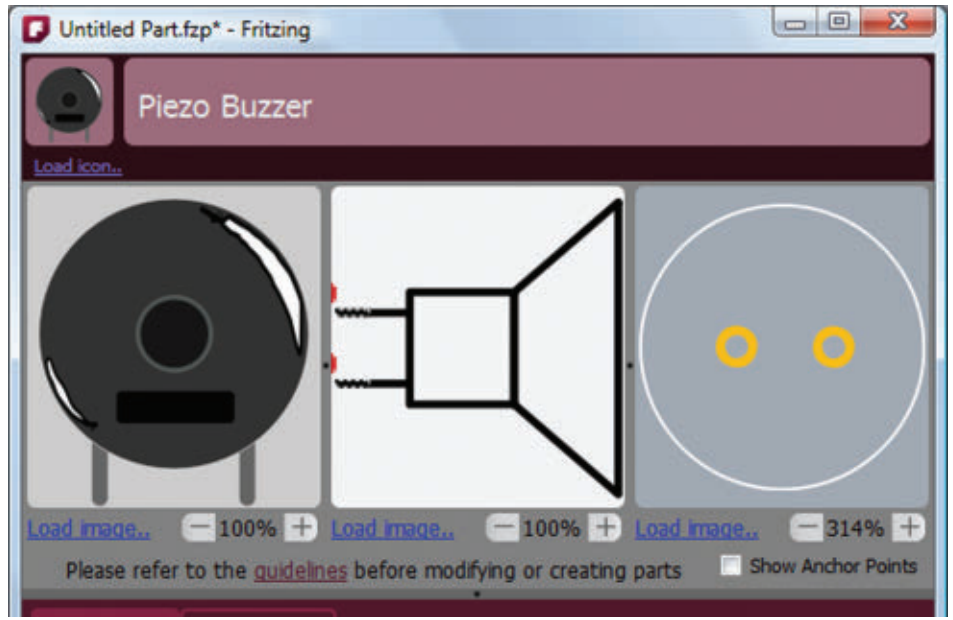 Untitled Part.fzp* - Fritzing
Piezo Buzzer
Load icon..
Load image.. 100% Load image.. 100% Load image.. 314%
Please refer to the guidelines before modifying or creating parts Show Anchor Points